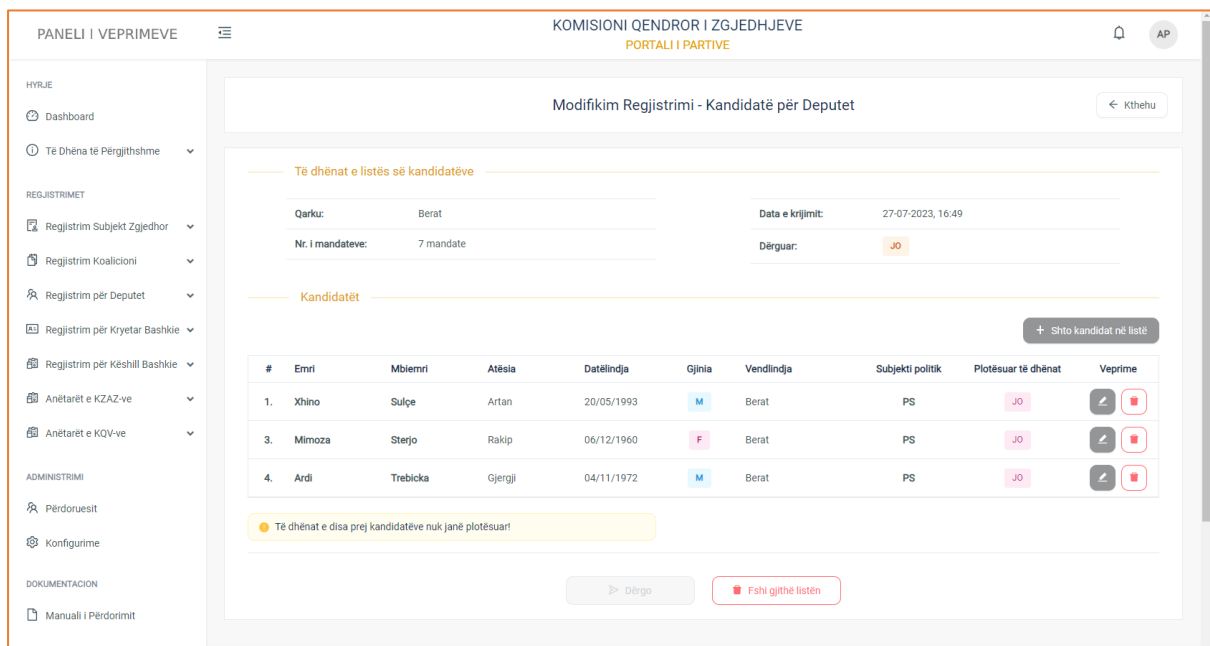 PANELI I VEPRIMEVE
KOMISIONI QENDROR I ZGJEDHJEVE
PORTALI I PARTIVE
AP
HYRJE
Dashboard
Të Dhëna të Përgjithshme
REGJISTRIMET
Regjistrim Subjekt Zgjedhor
Regjistrim Koalicioni
Regjistrim për Deputet
Regjistrim për Kryetar Bashkie
Regjistrim për Këshill Bashkie
Anëtarët e KZAZ-ve
Anëtarët e KQV-ve
ADMINISTRIMI
Përdoruesit
Konfigurime
DOKUMENTACION
Manuali i Përdorimit
Modifikim Regjistrimi - Kandidatë për Deputet
Kthehu
Të dhënat e listës së kandidatëve
Qarku: Berat Data e krijimit: 27-07-2023, 16:49
Nr. i mandateve: 7 mandate Dërguar: JO
Kandidatët
+ Shto kandidat në listë
# Emri Mbiemri Atësia Datëlindja Gjinia Vendlindja Subjekti politik Plotësuar të dhënat Veprime
1. Xhino Sulçe Artan 20/05/1993 M Berat PS JO
3. Mimoza Sterjo Rakip 06/12/1960 F Berat PS JO
4. Ardi Trebicka Gjergji 04/11/1972 M Berat PS JO
Të dhënat e disa prej kandidatëve nuk janë plotësuar!
Dërgo Fshi gjithë listën